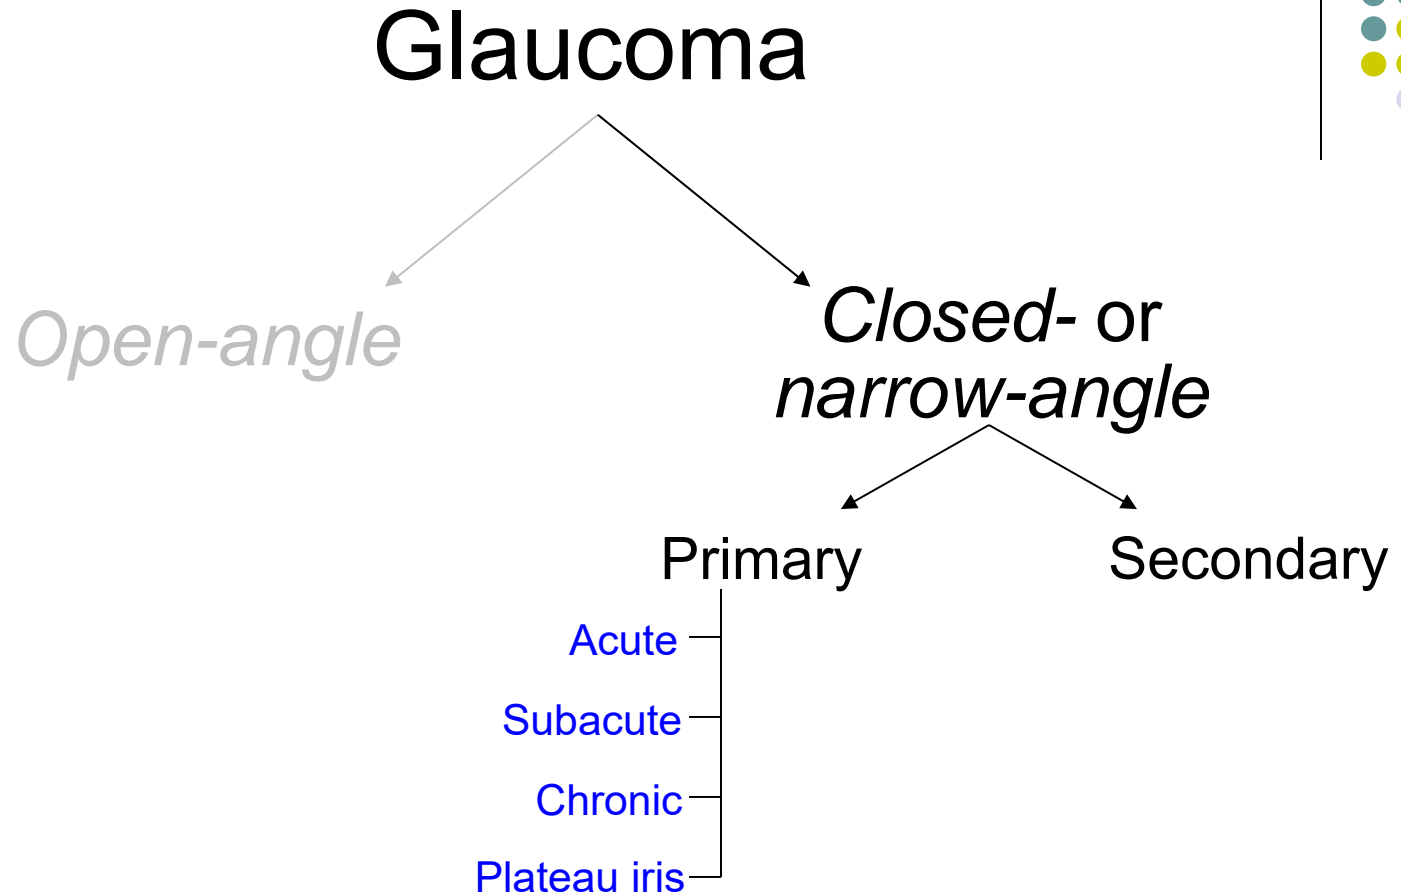 Glaucoma
Open-angle
Closed- or
narrow-angle
Primary
Secondary
Acute
Subacute
Chronic
Plateau iris